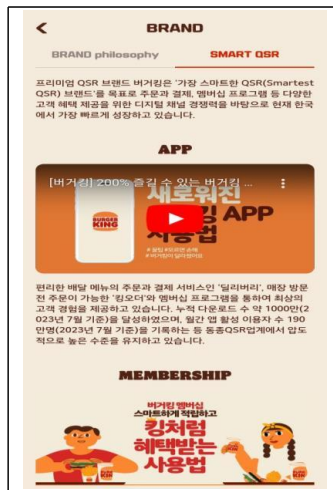 BRAND
BRAND philosophy
SMART QSR
프리미엄 QSR 브랜드 버거킹은 '가장 스마트한 QSR(Smartest
QSR) 브랜드'를 목표로 주문과 결제, 멤버십 프로그램 등 다양한
고객 혜택 제공을 위한 디지털 채널 경쟁력을 바탕으로 현재 한국
에서 가장 빠르게 성장하고 있습니다.
APP
[버거킹] 200% 즐길 수 있는 버거킹 ...
새로워진
킹 APP
사용법
BURGER
KING
편리한 배달 메뉴의 주문과 결제 서비스인 '딜리버리', 매장 방문
전 주문이 가능한 '킹오더'와 멤버십 프로그램을 통하여 최상의
고객 경험을 제공하고 있습니다. 누적 다운로드 수 약 1000만(2
023년 7월 기준)을 달성하였으며, 월간 앱 활성 이용자 수 190
만명(2023년 7월 기준)을 기록하는 등 동종QSR업계에서 압도
적으로 높은 수준을 유지하고 있습니다.
MEMBERSHIP
버거킹 멤버십
스마트하게 적립하고
킹처럼
혜택받는
사용법